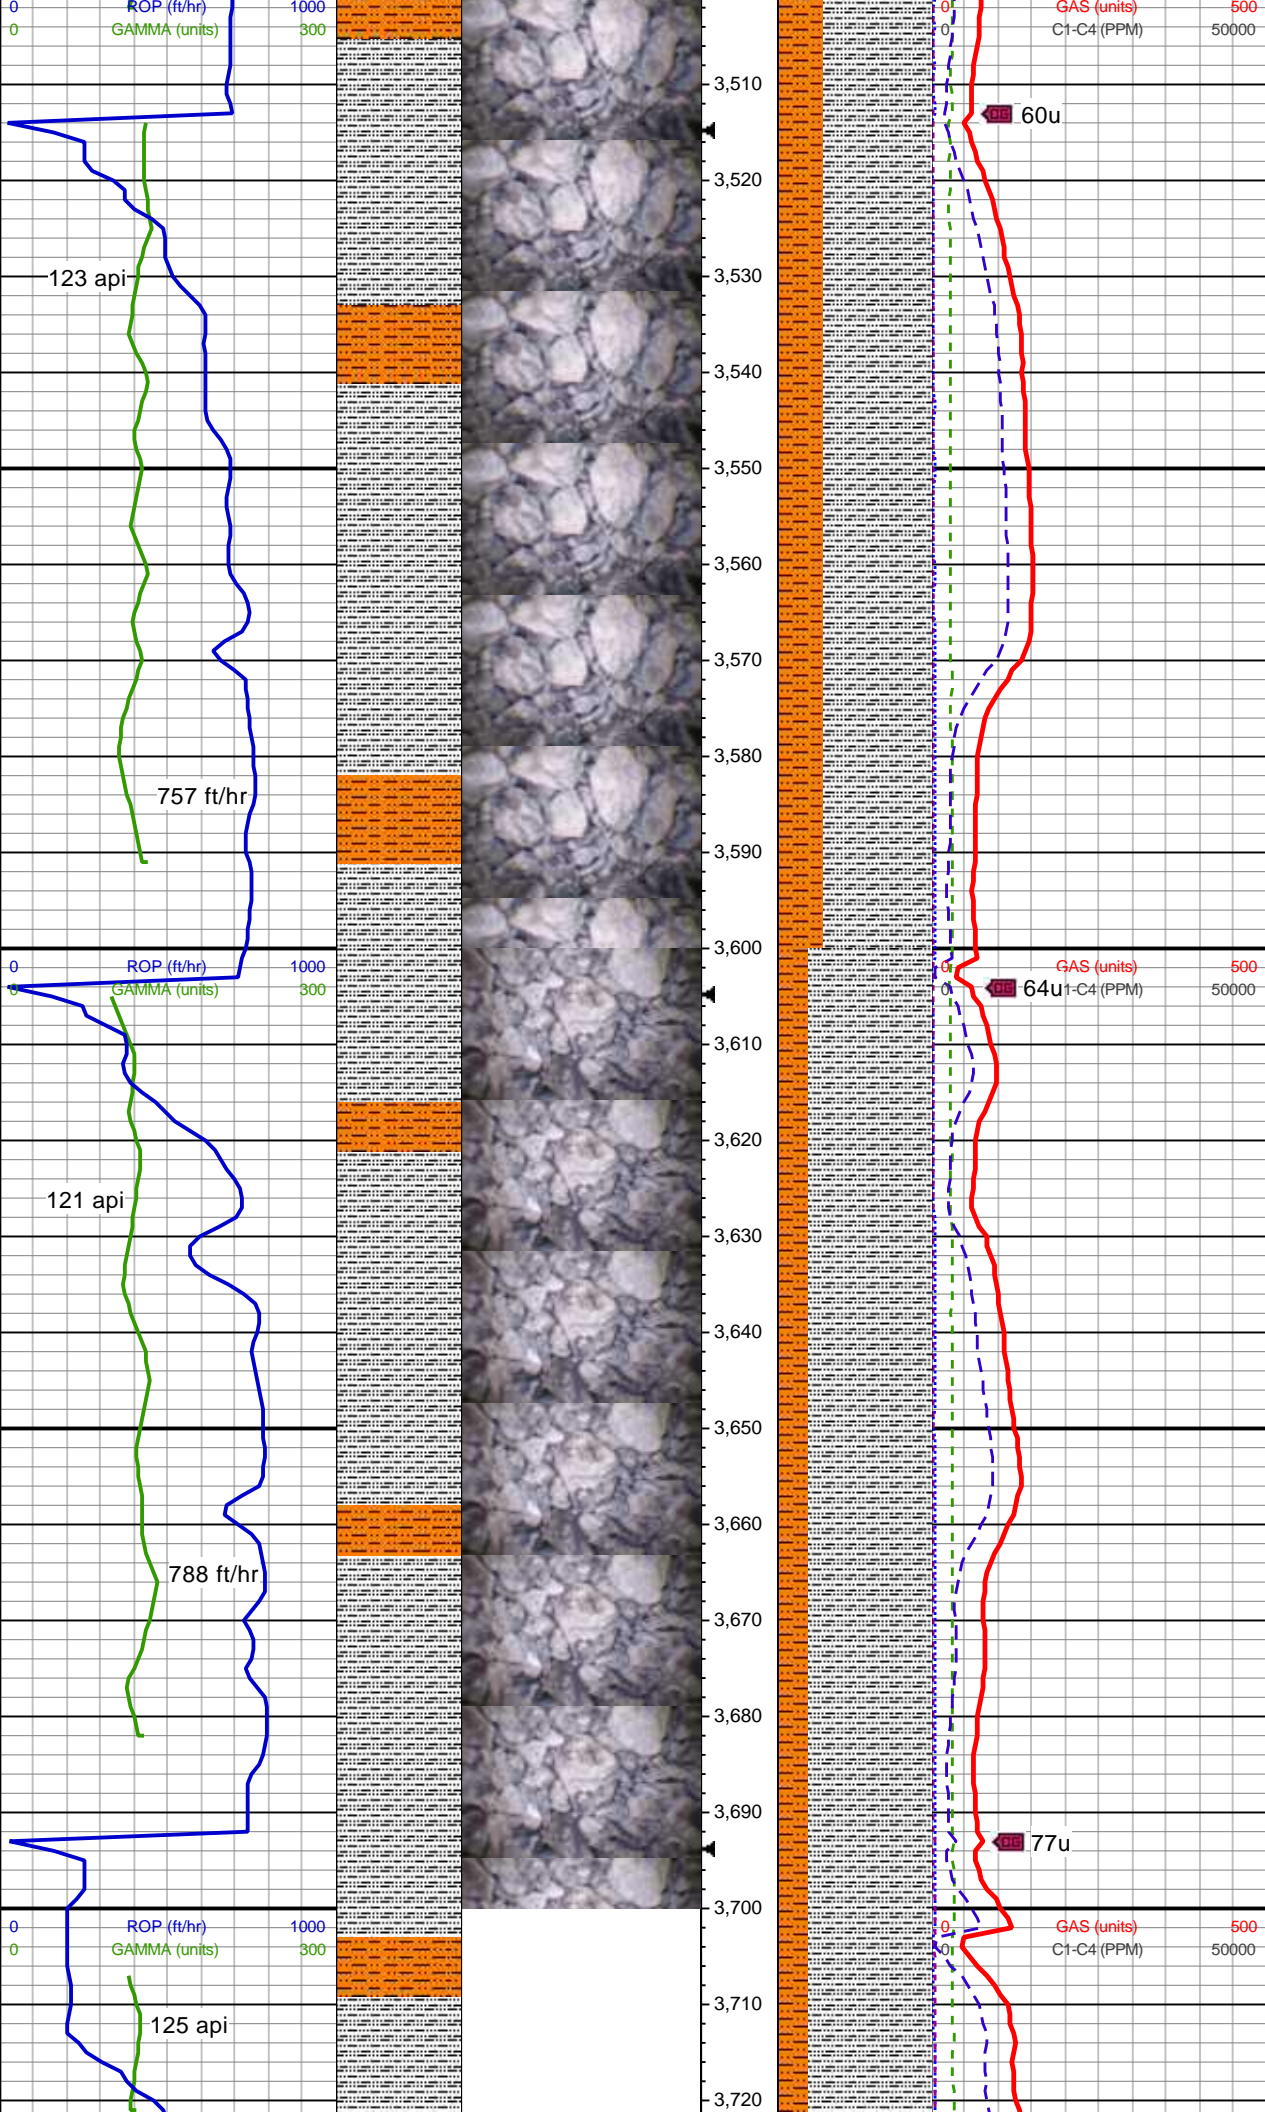 0 ROP (ft/hr) 1000 0 GAS (units) 500
0 GAMMA (units) 300 0 C1-C4 (PPM) 50000
3,510
60u
3,520
123 api
3,530
3,540
3,550
3,560
3,570
3,580
757 ft/hr
3,590
3,600
0 ROP (ft/hr) 1000 0 GAS (units) 500
0 GAMMA (units) 300 0 64u 1-C4 (PPM) 50000
3,610
3,620
121 api
3,630
3,640
3,650
3,660
788 ft/hr
3,670
3,680
3,690
77u
3,700
0 ROP (ft/hr) 1000 0 GAS (units) 500
0 GAMMA (units) 300 0 C1-C4 (PPM) 50000
3,710
125 api
3,720